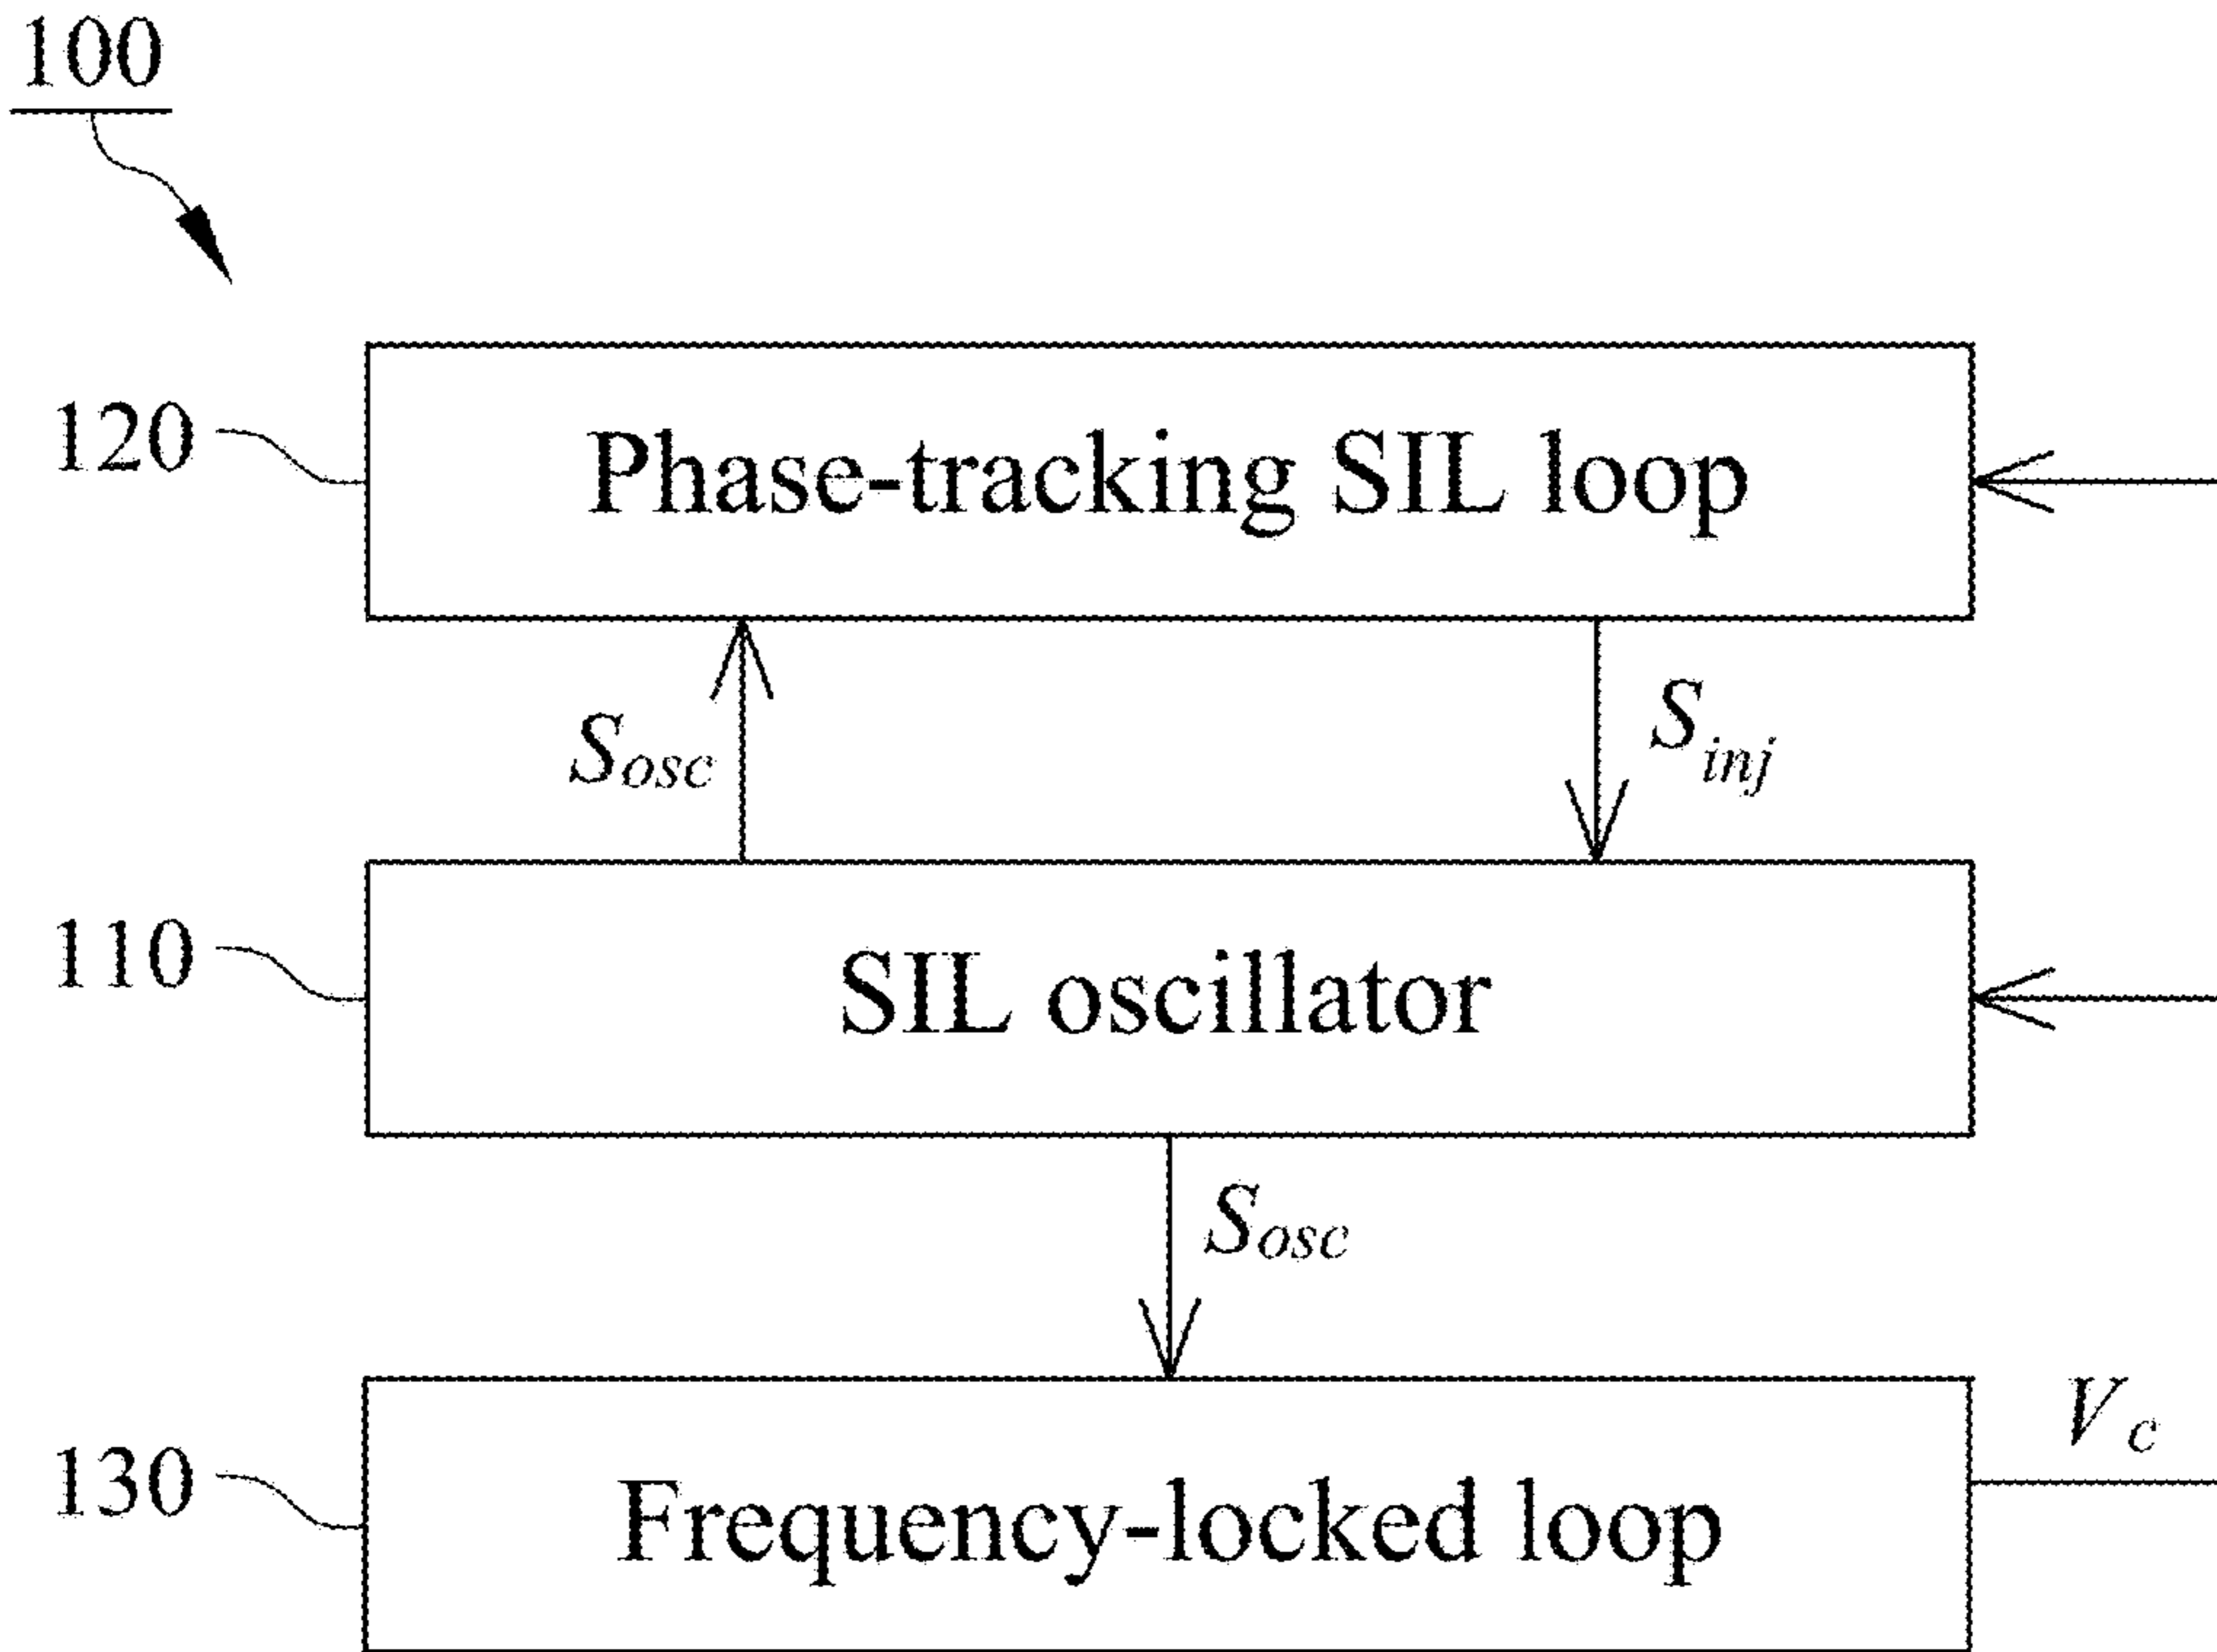 100
120
Phase-tracking SIL loop
Sosc
Sinj
110
SIL oscillator
Sosc
Vc
130
Frequency-locked loop